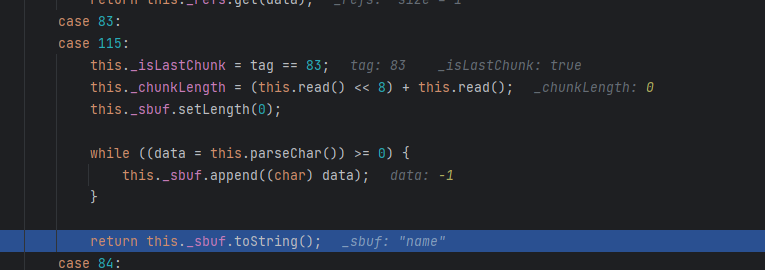 return this._refs.get(data);   _refs: size = 1
case 83:
case 115:
this._isLastChunk = tag == 83;   tag: 83    _isLastChunk: true
this._chunkLength = (this.read() << 8) + this.read();   _chunkLength: 0
this._sbuf.setLength(0);
while ((data = this.parseChar()) >= 0) {
this._sbuf.append((char) data);   data: -1
}
return this._sbuf.toString();   _sbuf: "name"
case 84: